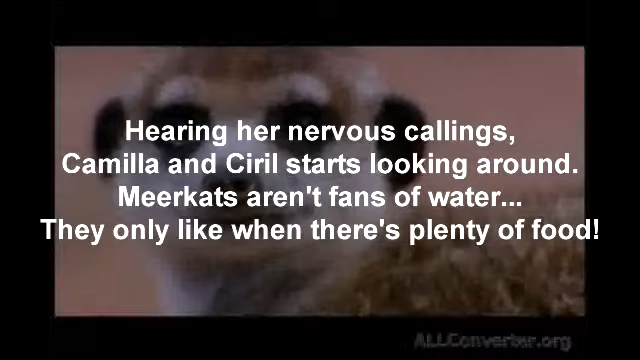 Hearing her nervous callings,
Camilla and Ciril starts looking around.
Meerkats aren't fans of water...
They only like when there's plenty of food!
ALLConverter.org